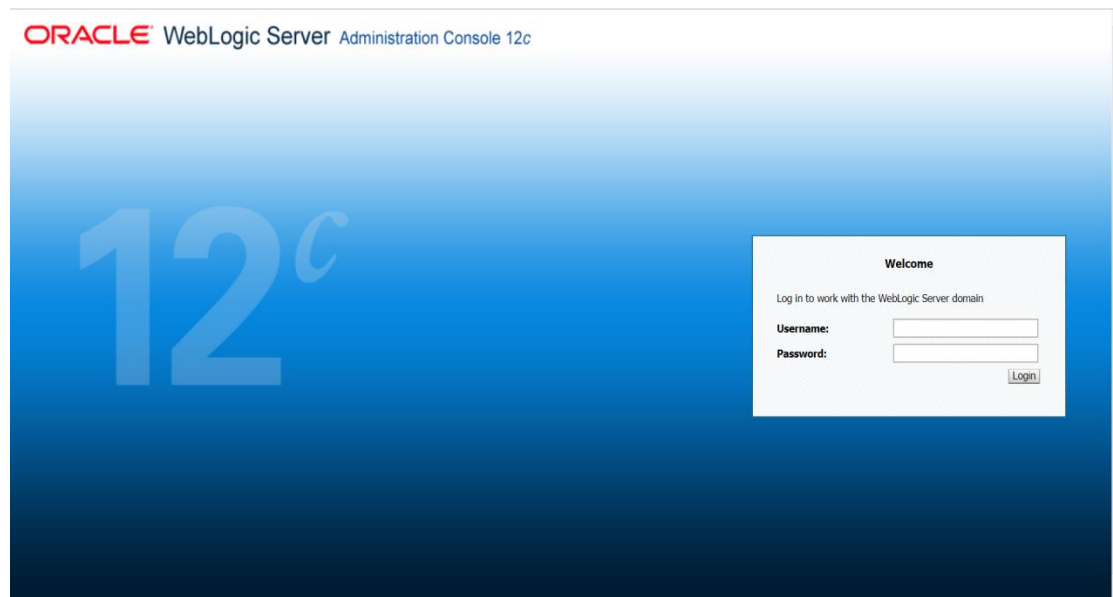 ORACLE WebLogic Server Administration Console 12c
12c
Welcome
Log in to work with the WebLogic Server domain
Username:
Password:
Login